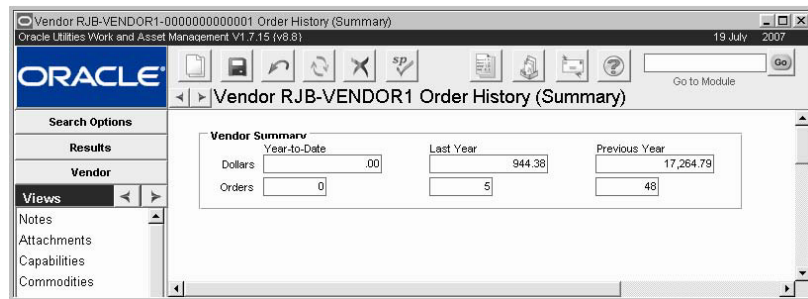 Vendor RJB-VENDOR1-0000000000001 Order History (Summary)
Oracle Utilities Work and Asset Management V1.7.15 (v8.8) 19 July 2007
ORACLE
sp
Go
Go to Module
Vendor RJB-VENDOR1 Order History (Summary)
Search Options
Results
Vendor
Views
Notes
Attachments
Capabilities
Commodities
Vendor Summary
Year-to-Date Last Year Previous Year
Dollars .00 944.38 17,264.79
Orders 0 5 48